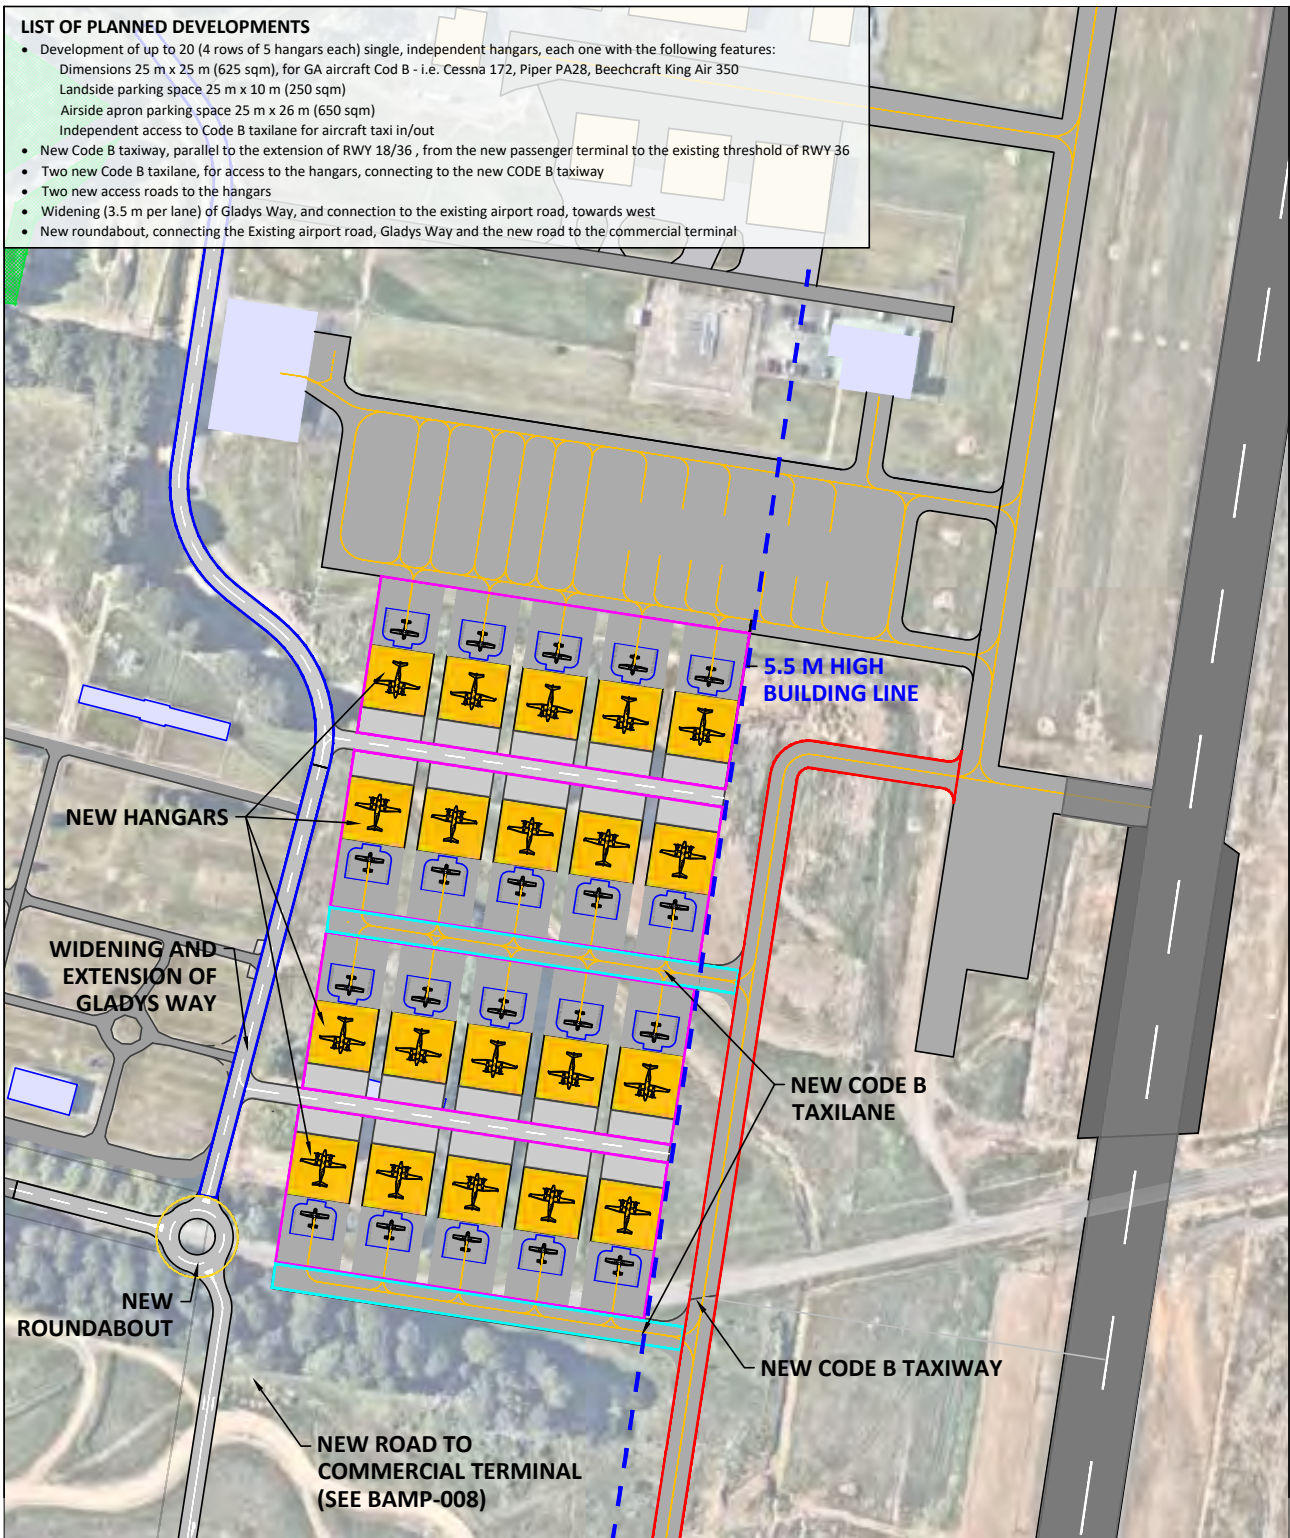 LIST OF PLANNED DEVELOPMENTS
• Development of up to 20 (4 rows of 5 hangars each) single, independent hangars, each one with the following features:
Dimensions 25 m x 25 m (625 sqm), for GA aircraft Cod B - i.e. Cessna 172, Piper PA28, Beechcraft King Air 350
Landside parking space 25 m x 10 m (250 sqm)
Airside apron parking space 25 m x 26 m (650 sqm)
Independent access to Code B taxilane for aircraft taxi in/out
• New Code B taxiway, parallel to the extension of RWY 18/36 , from the new passenger terminal to the existing threshold of RWY 36
• Two new Code B taxilane, for access to the hangars, connecting to the new CODE B taxiway
• Two new access roads to the hangars
• Widening (3.5 m per lane) of Gladys Way, and connection to the existing airport road, towards west
• New roundabout, connecting the Existing airport road, Gladys Way and the new road to the commercial terminal
5.5 M HIGH
BUILDING LINE
NEW HANGARS
WIDENING AND
EXTENSION OF
GLADYS WAY
NEW CODE B
TAXILANE
NEW
ROUNDABOUT
NEW CODE B TAXIWAY
NEW ROAD TO
COMMERCIAL TERMINAL
(SEE BAMP-008)